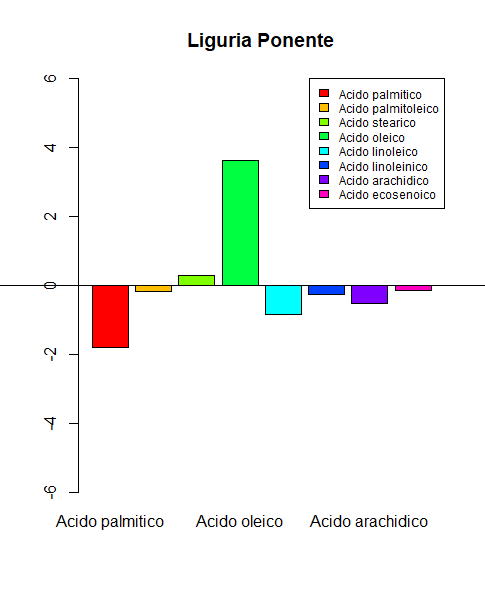 Liguria Ponente
6
4
2
0
-2
-4
-6
Acido palmitico
Acido palmitoleico
Acido stearico
Acido oleico
Acido linoleico
Acido linoleinico
Acido arachidico
Acido ecosenoico
Acido palmitico Acido oleico Acido arachidico